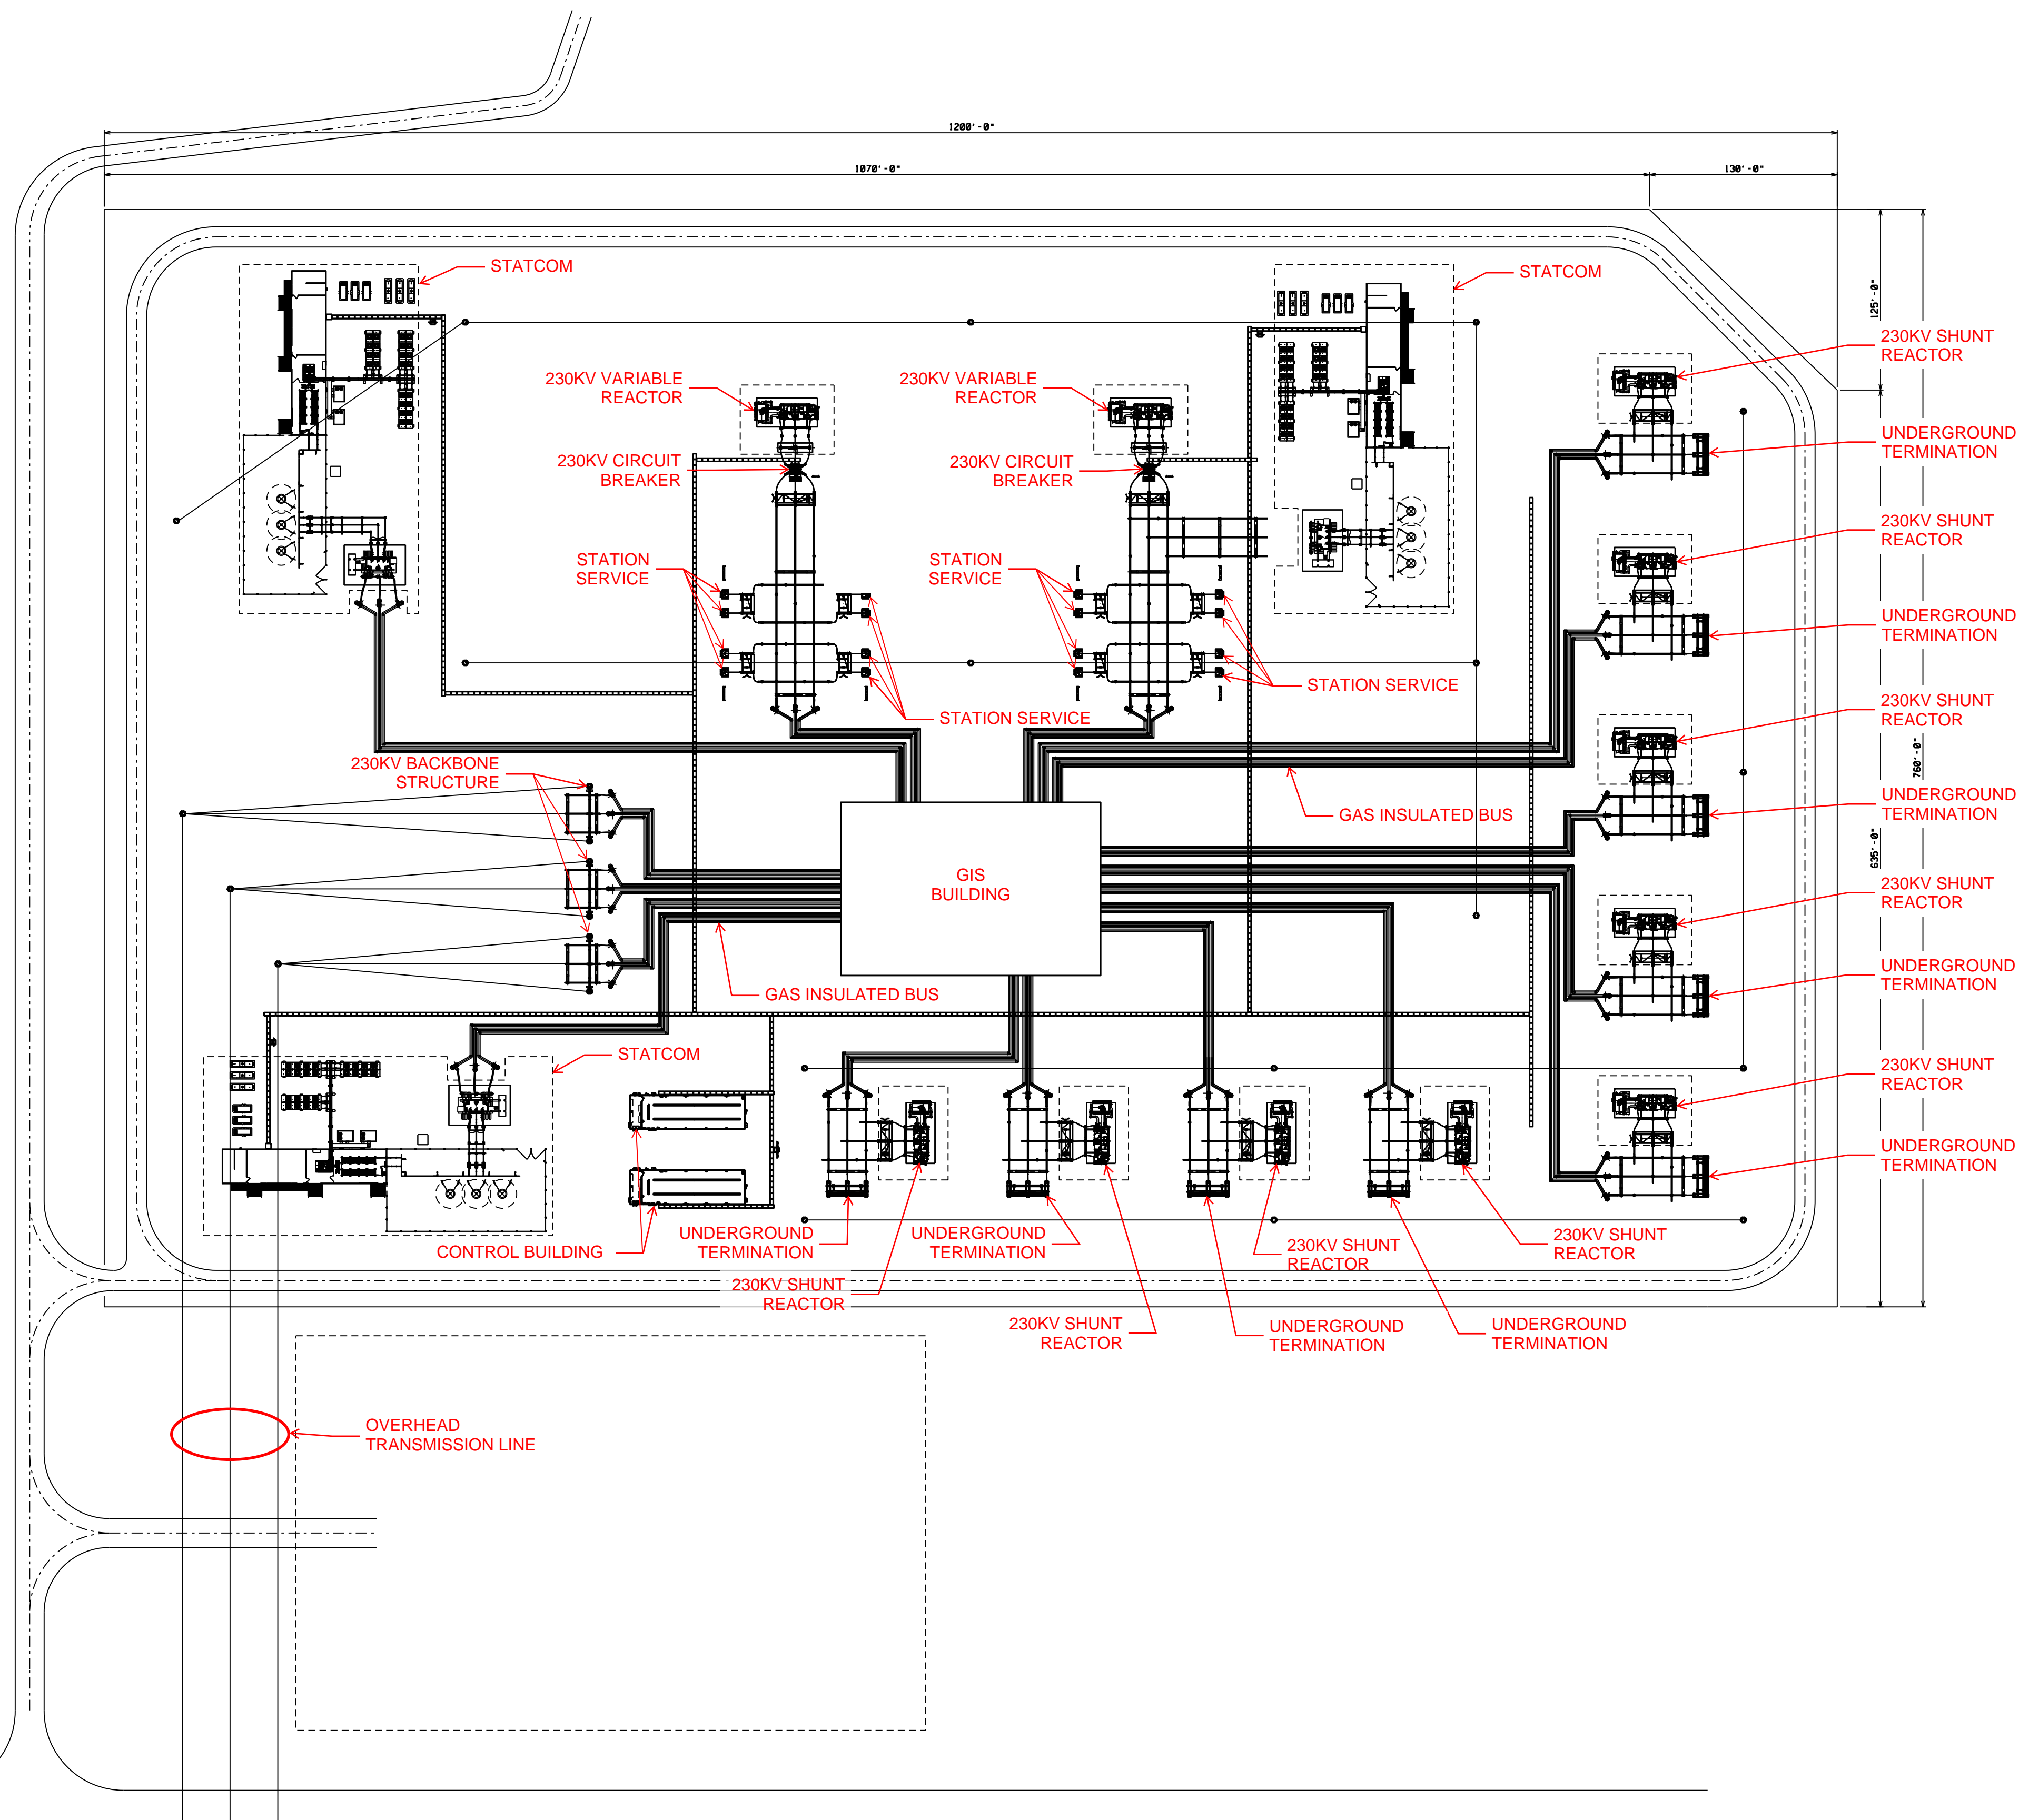 1200'-0"
1070'-0"
130'-0"
STATCOM
STATCOM
125'-0"
230KV SHUNT
REACTOR
230KV VARIABLE
REACTOR
230KV VARIABLE
REACTOR
UNDERGROUND
TERMINATION
230KV CIRCUIT
BREAKER
230KV CIRCUIT
BREAKER
230KV SHUNT
REACTOR
STATION
SERVICE
STATION
SERVICE
UNDERGROUND
TERMINATION
STATION SERVICE
STATION SERVICE
230KV SHUNT
REACTOR
760'-0"
230KV BACKBONE
STRUCTURE
UNDERGROUND
TERMINATION
GAS INSULATED BUS
635'-0"
GIS
BUILDING
230KV SHUNT
REACTOR
UNDERGROUND
TERMINATION
GAS INSULATED BUS
STATCOM
230KV SHUNT
REACTOR
UNDERGROUND
TERMINATION
CONTROL BUILDING
UNDERGROUND
TERMINATION
UNDERGROUND
TERMINATION
230KV SHUNT
REACTOR
230KV SHUNT
REACTOR
230KV SHUNT
REACTOR
230KV SHUNT
REACTOR
UNDERGROUND
TERMINATION
UNDERGROUND
TERMINATION
OVERHEAD
TRANSMISSION LINE